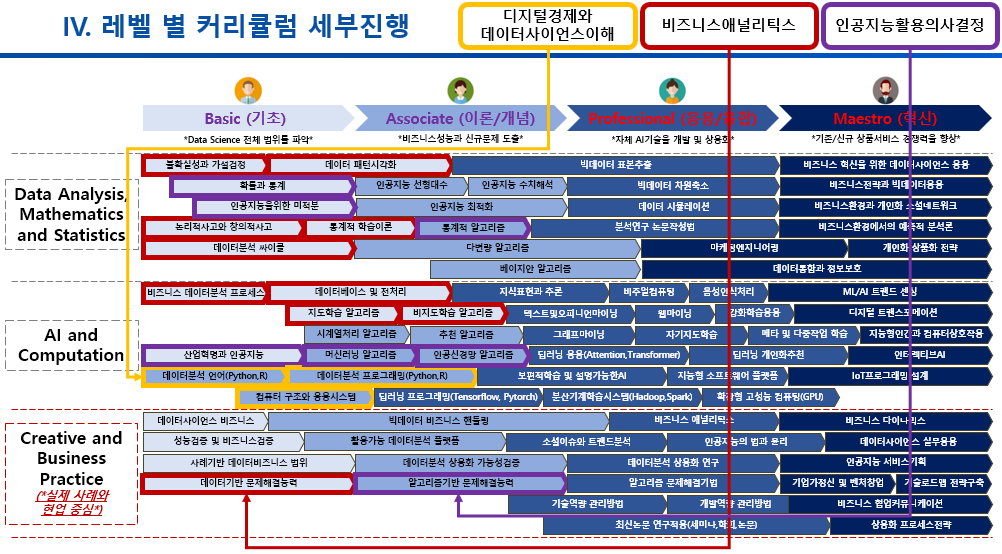 IV. 레벨 별 커리큘럼 세부진행
디지털경제와
데이터사이언스이해
비즈니스애널리틱스
인공지능활용의사결정
Basic (기초)
Associate (이론/개념)
Professional (응용/융합)
Maestro (혁신)
*Data Science 전체 범위를 파악*
*비즈니스성능과 신규문제 도출*
*자체 AI기술을 개발 및 상용화*
*기존/신규 상품서비스 경쟁력을 향상*
Data Analysis,
Mathematics
and Statistics
불확실성과 가설검정
데이터 패턴시각화
빅데이터 표본추출
비즈니스 혁신을 위한 데이터사이언스 응용
확률과 통계
인공지능 선형대수
인공지능 수치해석
빅데이터 차원축소
비즈니스전략과 빅데이터응용
인공지능을위한 미적분
인공지능 최적화
데이터 시뮬레이션
비즈니스환경과 개인화 소셜네트워크
논리적사고와 창의적사고
통계적 학습이론
통계적 알고리즘
분석연구 논문작성법
비즈니스환경에서의 예측적 분석론
데이터분석 싸이클
다변량 알고리즘
마케팅엔지니어링
개인화 상품화 전략
베이지안 알고리즘
데이터통합과 정보보호
AI and
Computation
비즈니스 데이터분석 프로세스
데이터베이스 및 전처리
지식표현과 추론
비주얼컴퓨팅
음성인식처리
ML/AI 트렌드 센싱
지도학습 알고리즘
비지도학습 알고리즘
텍스트및오피니언마이닝
웹마이닝
강화학습응용
디지털 트랜스포메이션
시계열처리 알고리즘
추천 알고리즘
그래프마이닝
자기지도학습
메타 및 다중작업 학습
지능형인간과 컴퓨터상호작용
산업혁명과 인공지능
머신러닝 알고리즘
인공신경망 알고리즘
딥러닝 응용(Attention,Transformer)
딥러닝 개인화추천
인터랙티브AI
데이터분석 언어(Python,R)
데이터분석 프로그래밍(Python,R)
보편적학습 및 설명가능한AI
지능형 소프트웨어 플랫폼
IoT프로그래밍 설계
컴퓨터 구조와 응용시스템
딥러닝 프로그래밍(Tensorflow, Pytorch)
분산기계학습시스템(Hadoop,Spark)
확장형 고성능 컴퓨팅(GPU)
Creative and
Business
Practice
(*실제 사례와
현업 중심*)
데이터사이언스 비즈니스
빅데이터 비즈니스 핸들링
비즈니스 애널리틱스
비즈니스 다이나믹스
성능검증 및 비즈니스검증
활용가능 데이터분석 플랫폼
소셜이슈와 트렌드분석
인공지능의 법과 윤리
데이터사이언스 실무응용
사례기반 데이터비즈니스 범위
데이터분석 상용화 가능성검증
데이터분석 상용화 연구
인공지능 서비스기획
데이터기반 문제해결능력
알고리즘기반 문제해결능력
알고리즘 문제해결기법
기업가정신 및 벤처창업
기술로드맵 전략구축
기술역량 관리방법
개발역량 관리방법
비즈니스 협업커뮤니케이션
최신논문 연구적용(세미나,학회,논문)
상용화 프로세스전략